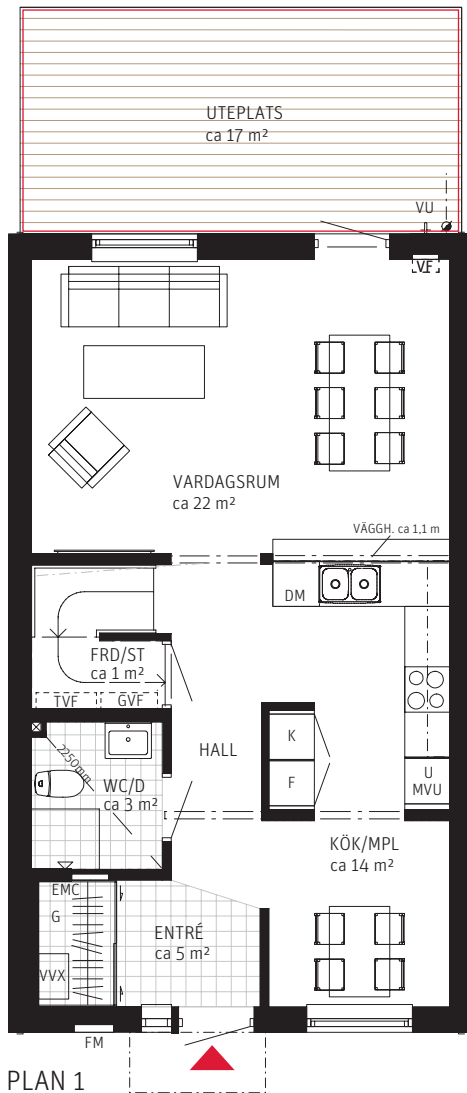 UTEPLATS
ca 17 m²
VU
VF
VARDAGSRUM
ca 22 m²
VÄGGH. ca 1,1 m
DM
FRD/ST
ca 1 m²
TVF
GVF
HALL
K
F
U
MVU
2250mm
WC/D
ca 3 m²
KÖK/MPL
ca 14 m²
EMC
G
ENTRÉ
ca 5 m²
VVX
FM
PLAN 1